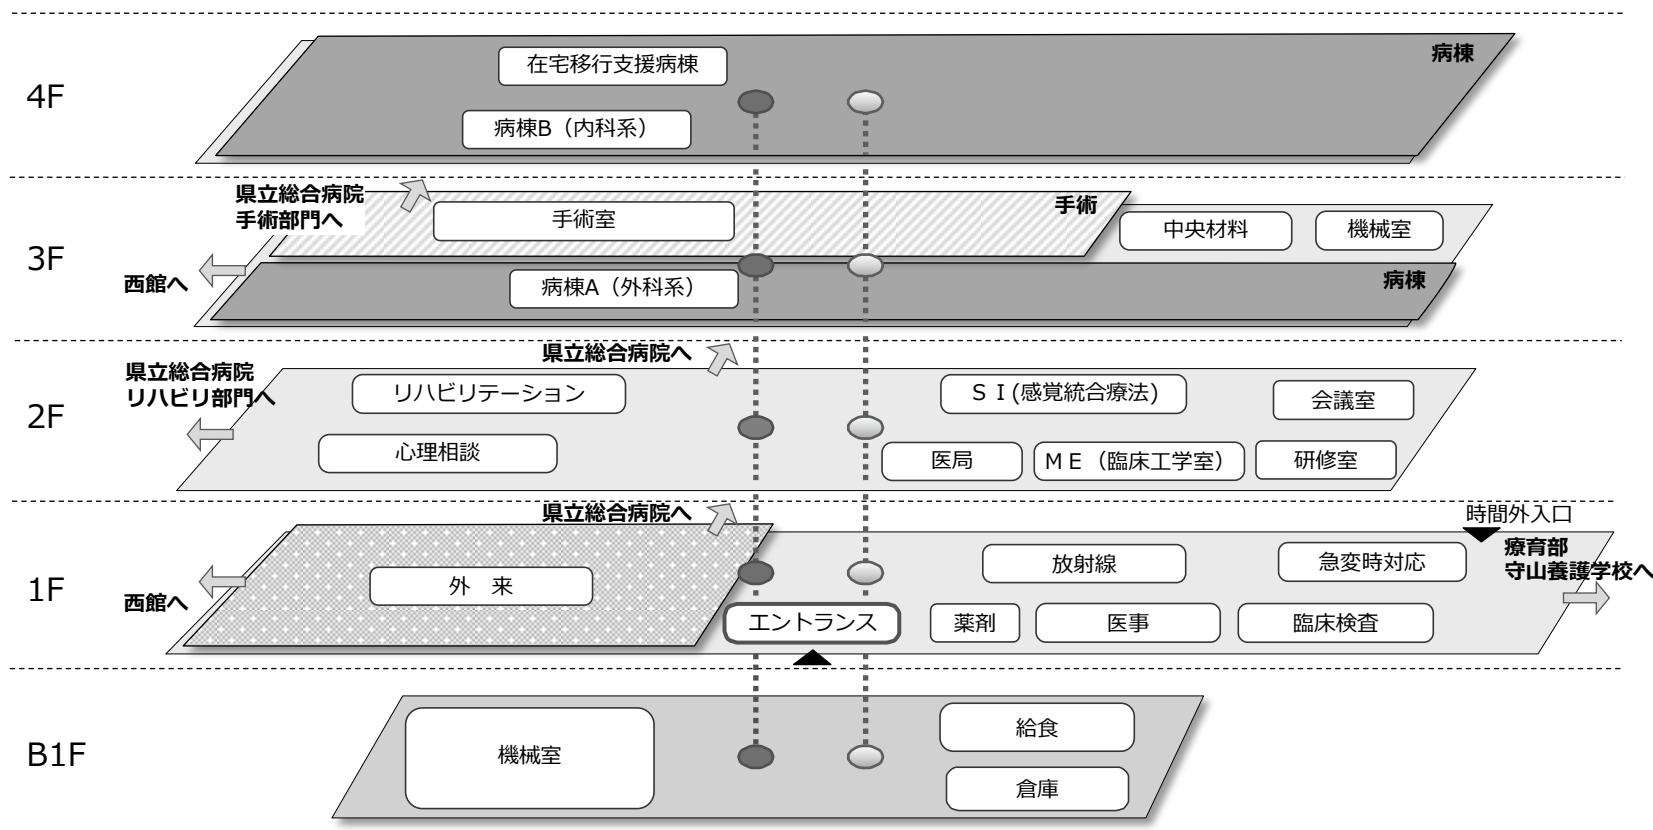 4F
病棟
在宅移行支援病棟
病棟B（内科系）
3F
県立総合病院
手術部門へ
手術室
手術
中央材料
機械室
西館へ
病棟A（外科系）
病棟
2F
県立総合病院へ
県立総合病院
リハビリ部門へ
リハビリテーション
ＳＩ(感覚統合療法)
会議室
心理相談
医局
ＭＥ（臨床工学室）
研修室
1F
県立総合病院へ
時間外入口
療育部
守山養護学校へ
西館へ
外　来
放射線
急変時対応
エントランス
薬剤
医事
臨床検査
B1F
機械室
給食
倉庫